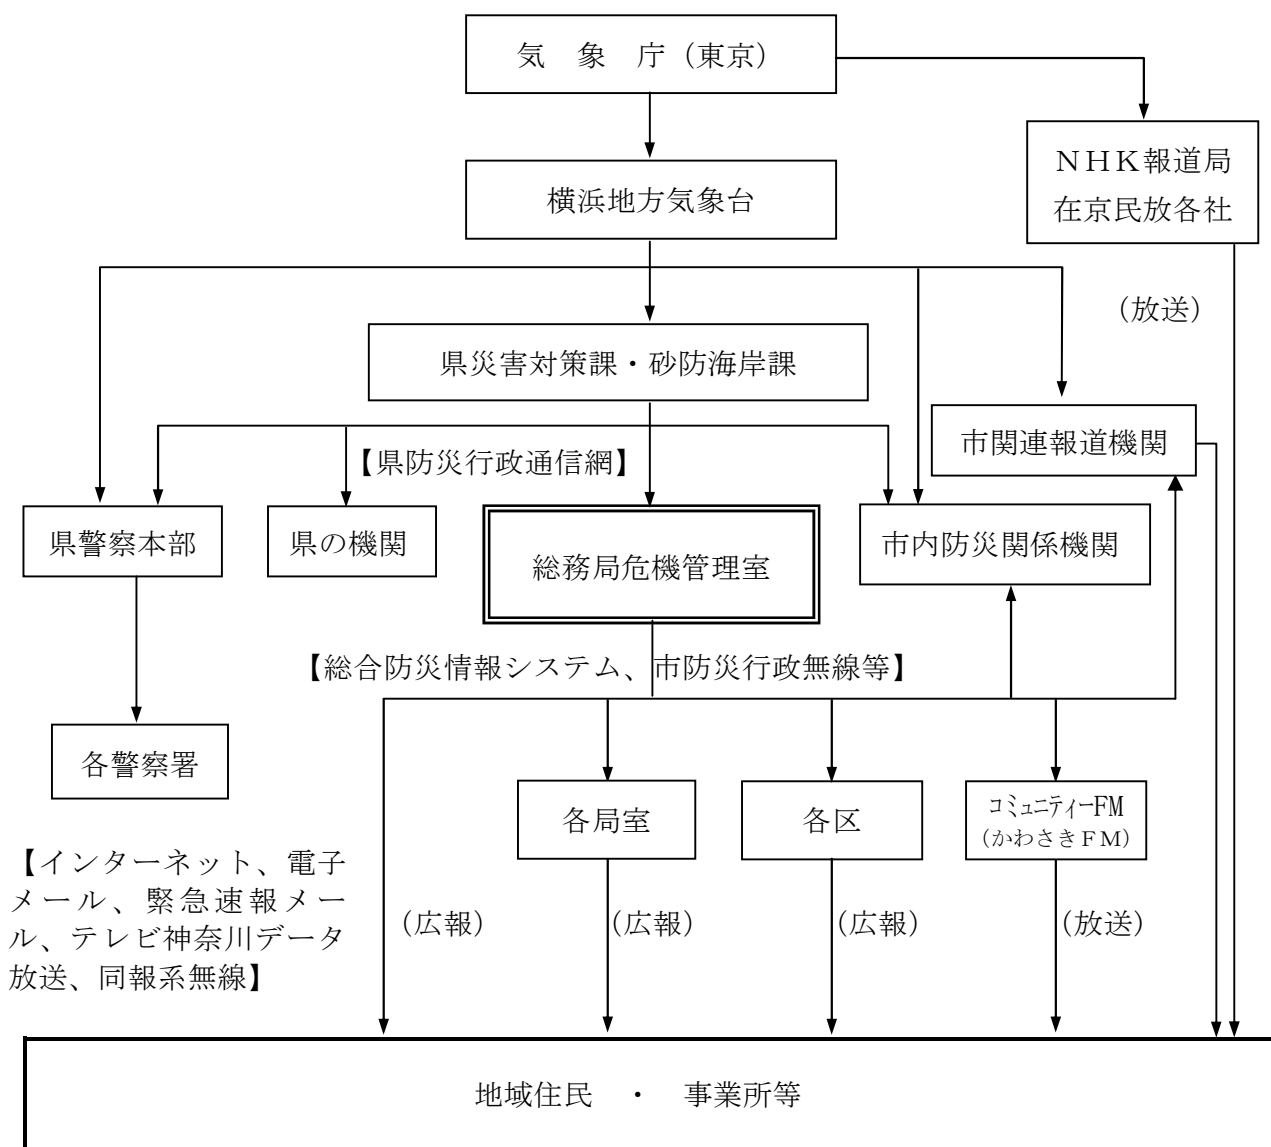 気　象　庁（東京）
ＮＨＫ報道局
在京民放各社
横浜地方気象台
（放送）
県災害対策課・砂防海岸課
市関連報道機関
【県防災行政通信網】
県警察本部
県の機関
総務局危機管理室
市内防災関係機関
【総合防災情報システム、市防災行政無線等】
各警察署
各局室
各区
コミュニティーFM
（かわさきＦＭ）
【インターネット、電子
メール、緊急速報メー
ル、テレビ神奈川データ
放送、同報系無線】
（広報）
（広報）
（広報）
（放送）
地域住民　・　事業所等